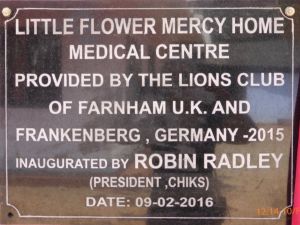 LITTLE FLOWER MERCY HOME
MEDICAL CENTRE
PROVIDED BY THE LIONS CLUB
OF FARNHAM U.K. AND
FRANKENBERG , GERMANY -2015
INAUGURATED BY ROBIN RADLEY
(PRESIDENT ,CHIKS)
DATE: 09-02-2016